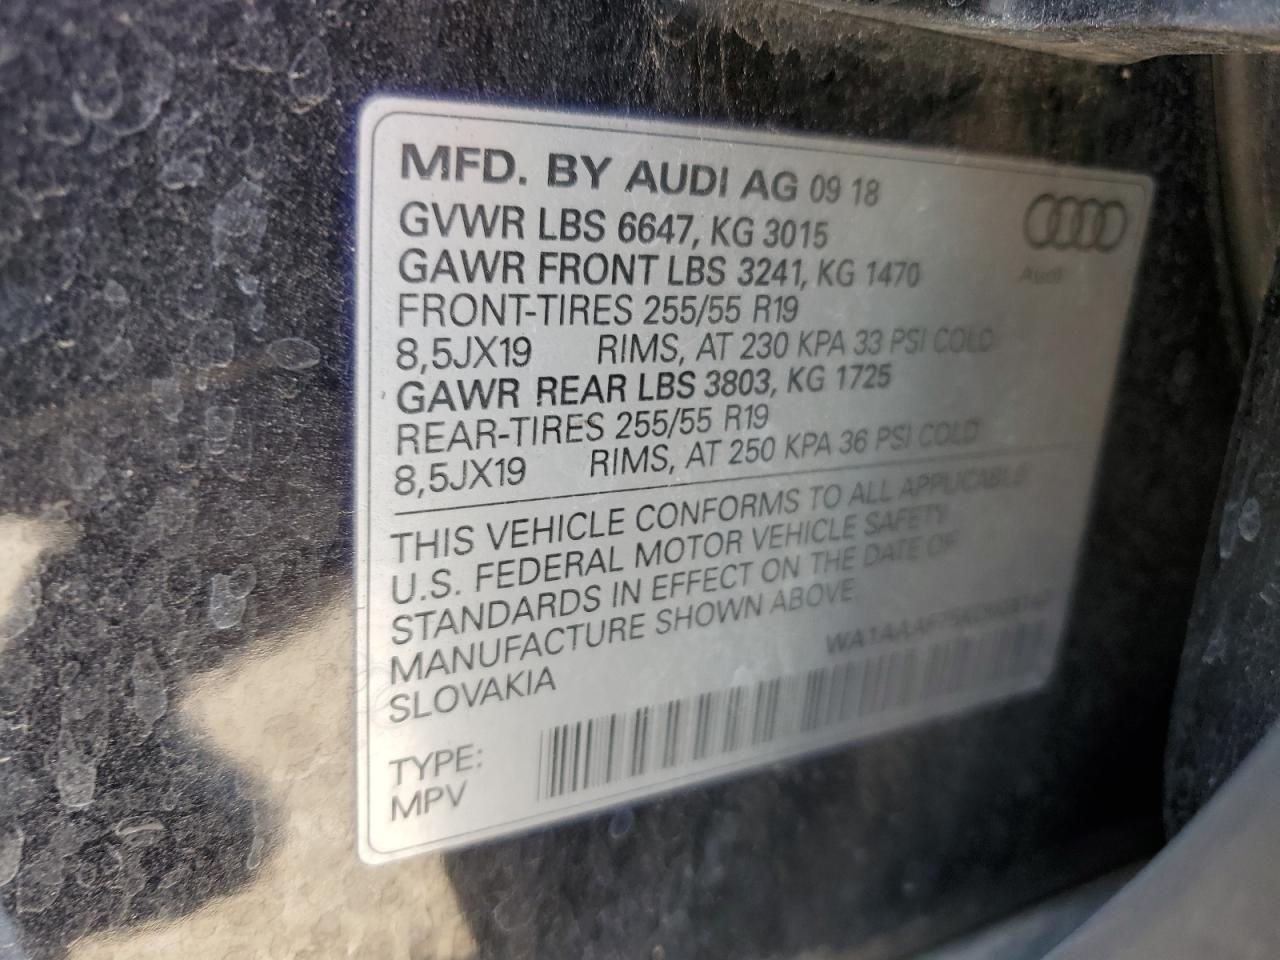 MFD. BY AUDI AG 09 18
GVWR LBS 6647, KG 3015
GAWR FRONT LBS 3241, KG 1470
FRONT-TIRES 255/55 R19
8,5JX19 RIMS, AT 230 KPA 33 PSI COLD
GAWR REAR LBS 3803, KG 1725
REAR-TIRES 255/55 R19
8,5JX19 RIMS, AT 250 KPA 36 PSI COLD
THIS VEHICLE CONFORMS TO ALL APPLICABLE
U.S. FEDERAL MOTOR VEHICLE SAFETY
STANDARDS IN EFFECT ON THE DATE OF
MANUFACTURE SHOWN ABOVE.
SLOVAKIA
TYPE:
MPV
Audi